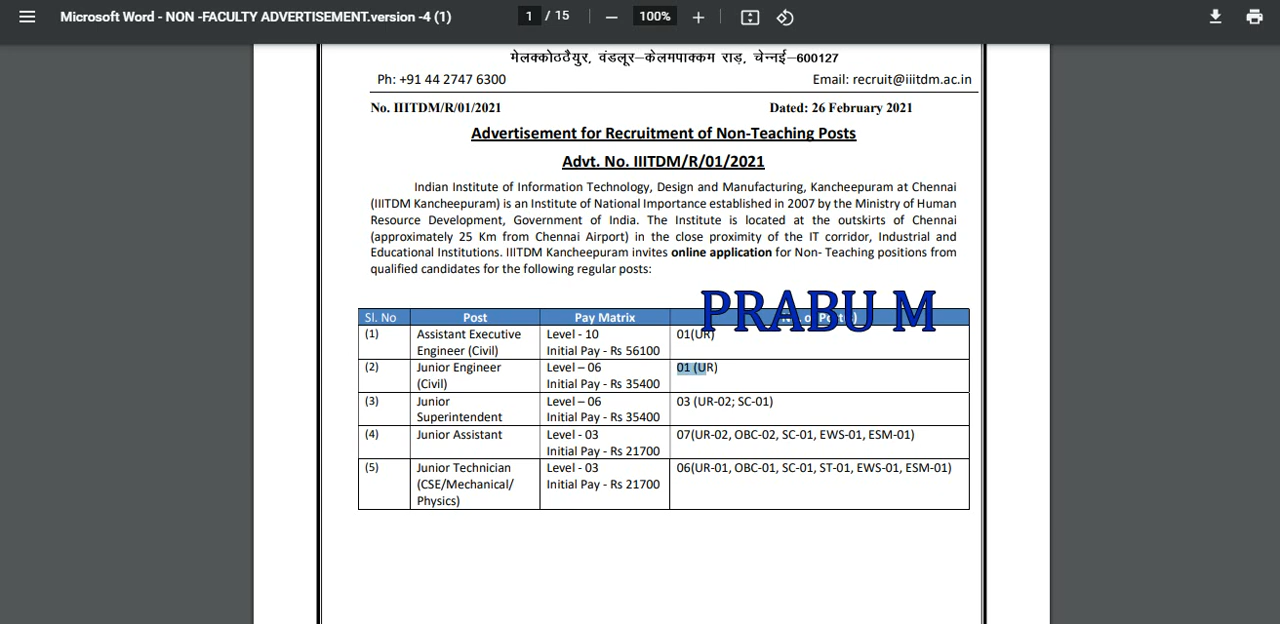 Microsoft Word - NON -FACULTY ADVERTISEMENT.version -4 (1)
1 / 15
100%
मेलक्कोठ्ठैयुर, वंडलूर–केलमपाक्कम राड़, चेन्नई–600127
Ph: +91 44 2747 6300
Email: recruit@iiitdm.ac.in
No. IIITDM/R/01/2021
Dated: 26 February 2021
Advertisement for Recruitment of Non-Teaching Posts
Advt. No. IIITDM/R/01/2021
Indian Institute of Information Technology, Design and Manufacturing, Kancheepuram at Chennai
(IIITDM Kancheepuram) is an Institute of National Importance established in 2007 by the Ministry of Human
Resource Development, Government of India. The Institute is located at the outskirts of Chennai
(approximately 25 Km from Chennai Airport) in the close proximity of the IT corridor, Industrial and
Educational Institutions. IIITDM Kancheepuram invites online application for Non- Teaching positions from
qualified candidates for the following regular posts:
PRABU M
Sl. No Post Pay Matrix
(1) Assistant Executive Level - 10 01(UR)
Engineer (Civil) Initial Pay - Rs 56100
(2) Junior Engineer Level – 06 01 (UR)
(Civil) Initial Pay - Rs 35400
(3) Junior Level – 06 03 (UR-02; SC-01)
Superintendent Initial Pay - Rs 35400
(4) Junior Assistant Level - 03 07(UR-02, OBC-02, SC-01, EWS-01, ESM-01)
Initial Pay - Rs 21700
(5) Junior Technician Level - 03 06(UR-01, OBC-01, SC-01, ST-01, EWS-01, ESM-01)
(CSE/Mechanical/ Initial Pay - Rs 21700
Physics)